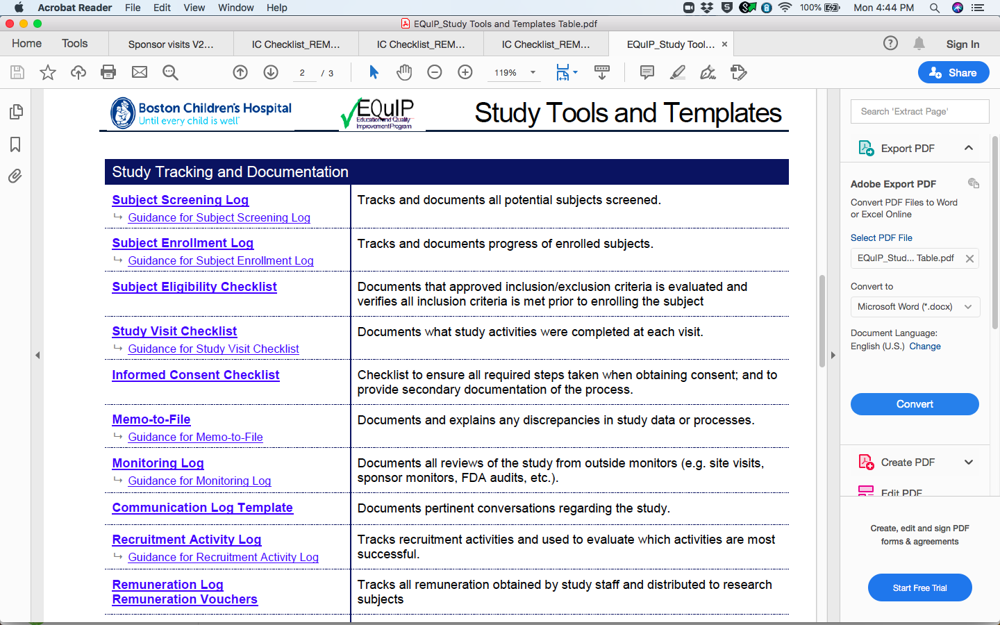 Acrobat Reader File Edit View Window Help 100% Mon 4:44 PM
EQuIP_Study Tools and Templates Table.pdf
Home Tools Sponsor visits V2... IC Checklist_REM... IC Checklist_REM... IC Checklist_REM... EQuIP_Study Tool... × Sign In
2 / 3 119% Share
Boston Children's Hospital
Until every child is well
EQuIP
Education and Quality
Improvement Program
Study Tools and Templates
Study Tracking and Documentation
Subject Screening Log
Guidance for Subject Screening Log
Tracks and documents all potential subjects screened.
Subject Enrollment Log
Guidance for Subject Enrollment Log
Tracks and documents progress of enrolled subjects.
Subject Eligibility Checklist
Documents that approved inclusion/exclusion criteria is evaluated and
verifies all inclusion criteria is met prior to enrolling the subject
Study Visit Checklist
Guidance for Study Visit Checklist
Documents what study activities were completed at each visit.
Informed Consent Checklist
Checklist to ensure all required steps taken when obtaining consent; and to
provide secondary documentation of the process.
Memo-to-File
Guidance for Memo-to-File
Documents and explains any discrepancies in study data or processes.
Monitoring Log
Guidance for Monitoring Log
Documents all reviews of the study from outside monitors (e.g. site visits,
sponsor monitors, FDA audits, etc.).
Communication Log Template
Documents pertinent conversations regarding the study.
Recruitment Activity Log
Guidance for Recruitment Activity Log
Tracks recruitment activities and used to evaluate which activities are most
successful.
Remuneration Log
Remuneration Vouchers
Tracks all remuneration obtained by study staff and distributed to research
subjects
Search 'Extract Page'
Export PDF
Adobe Export PDF
Convert PDF Files to Word
or Excel Online
Select PDF File
EQuIP_Stud... Table.pdf
Convert to
Microsoft Word (*.docx)
Document Language:
English (U.S.) Change
Convert
Create PDF
Edit PDF
Create, edit and sign PDF
forms & agreements
Start Free Trial